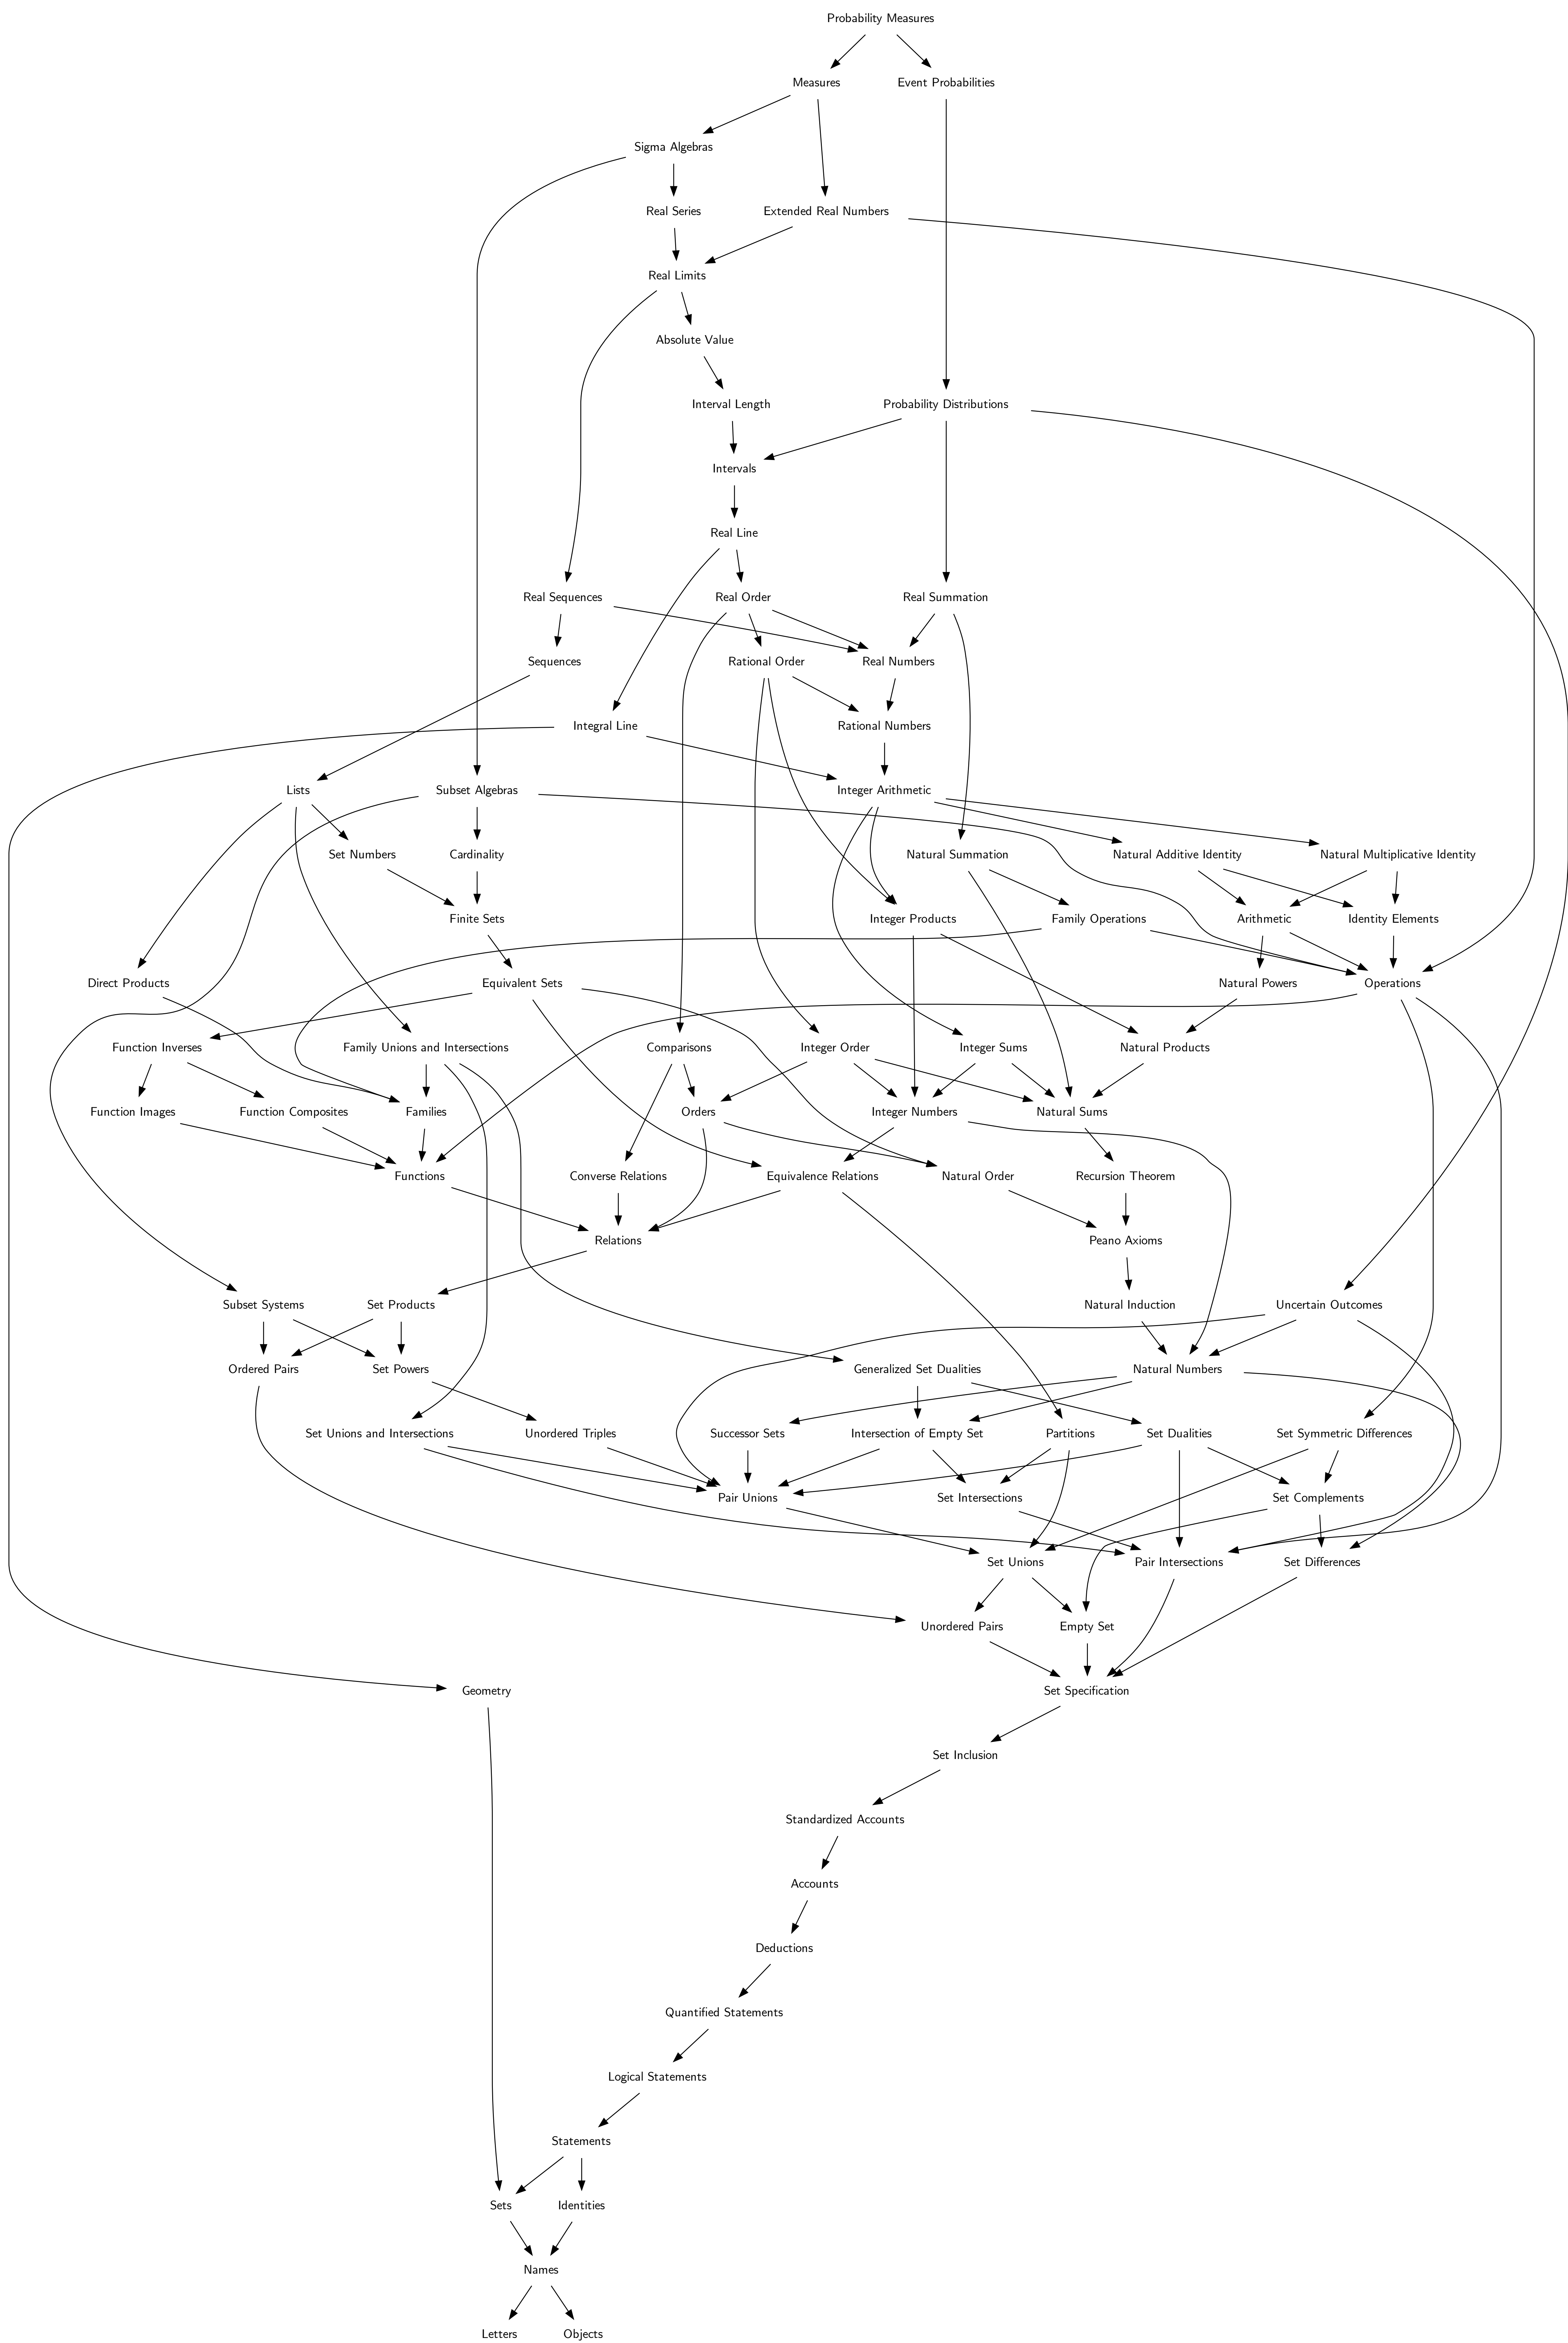 Probability Measures
Measures
Event Probabilities
Sigma Algebras
Real Series
Extended Real Numbers
Real Limits
Absolute Value
Interval Length
Probability Distributions
Intervals
Real Line
Real Sequences
Real Order
Real Summation
Sequences
Rational Order
Real Numbers
Integral Line
Rational Numbers
Lists
Subset Algebras
Integer Arithmetic
Set Numbers
Cardinality
Natural Summation
Natural Additive Identity
Natural Multiplicative Identity
Finite Sets
Integer Products
Family Operations
Arithmetic
Identity Elements
Direct Products
Equivalent Sets
Natural Powers
Operations
Function Inverses
Family Unions and Intersections
Comparisons
Integer Order
Integer Sums
Natural Products
Function Images
Function Composites
Families
Orders
Integer Numbers
Natural Sums
Functions
Converse Relations
Equivalence Relations
Natural Order
Recursion Theorem
Relations
Peano Axioms
Subset Systems
Set Products
Natural Induction
Uncertain Outcomes
Ordered Pairs
Set Powers
Generalized Set Dualities
Natural Numbers
Set Unions and Intersections
Unordered Triples
Successor Sets
Intersection of Empty Set
Partitions
Set Dualities
Set Symmetric Differences
Pair Unions
Set Intersections
Set Complements
Set Unions
Pair Intersections
Set Differences
Unordered Pairs
Empty Set
Geometry
Set Specification
Set Inclusion
Standardized Accounts
Accounts
Deductions
Quantified Statements
Logical Statements
Statements
Sets
Identities
Names
Letters
Objects